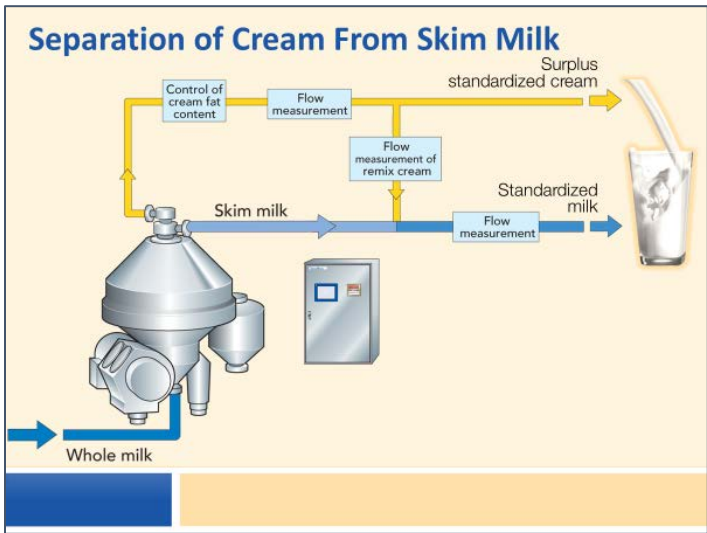 Separation of Cream From Skim Milk
Surplus
standardized cream
Control of
cream fat
content
Flow
measurement
Flow
measurement of
remix cream
Standardized
milk
Skim milk
Flow
measurement
Whole milk